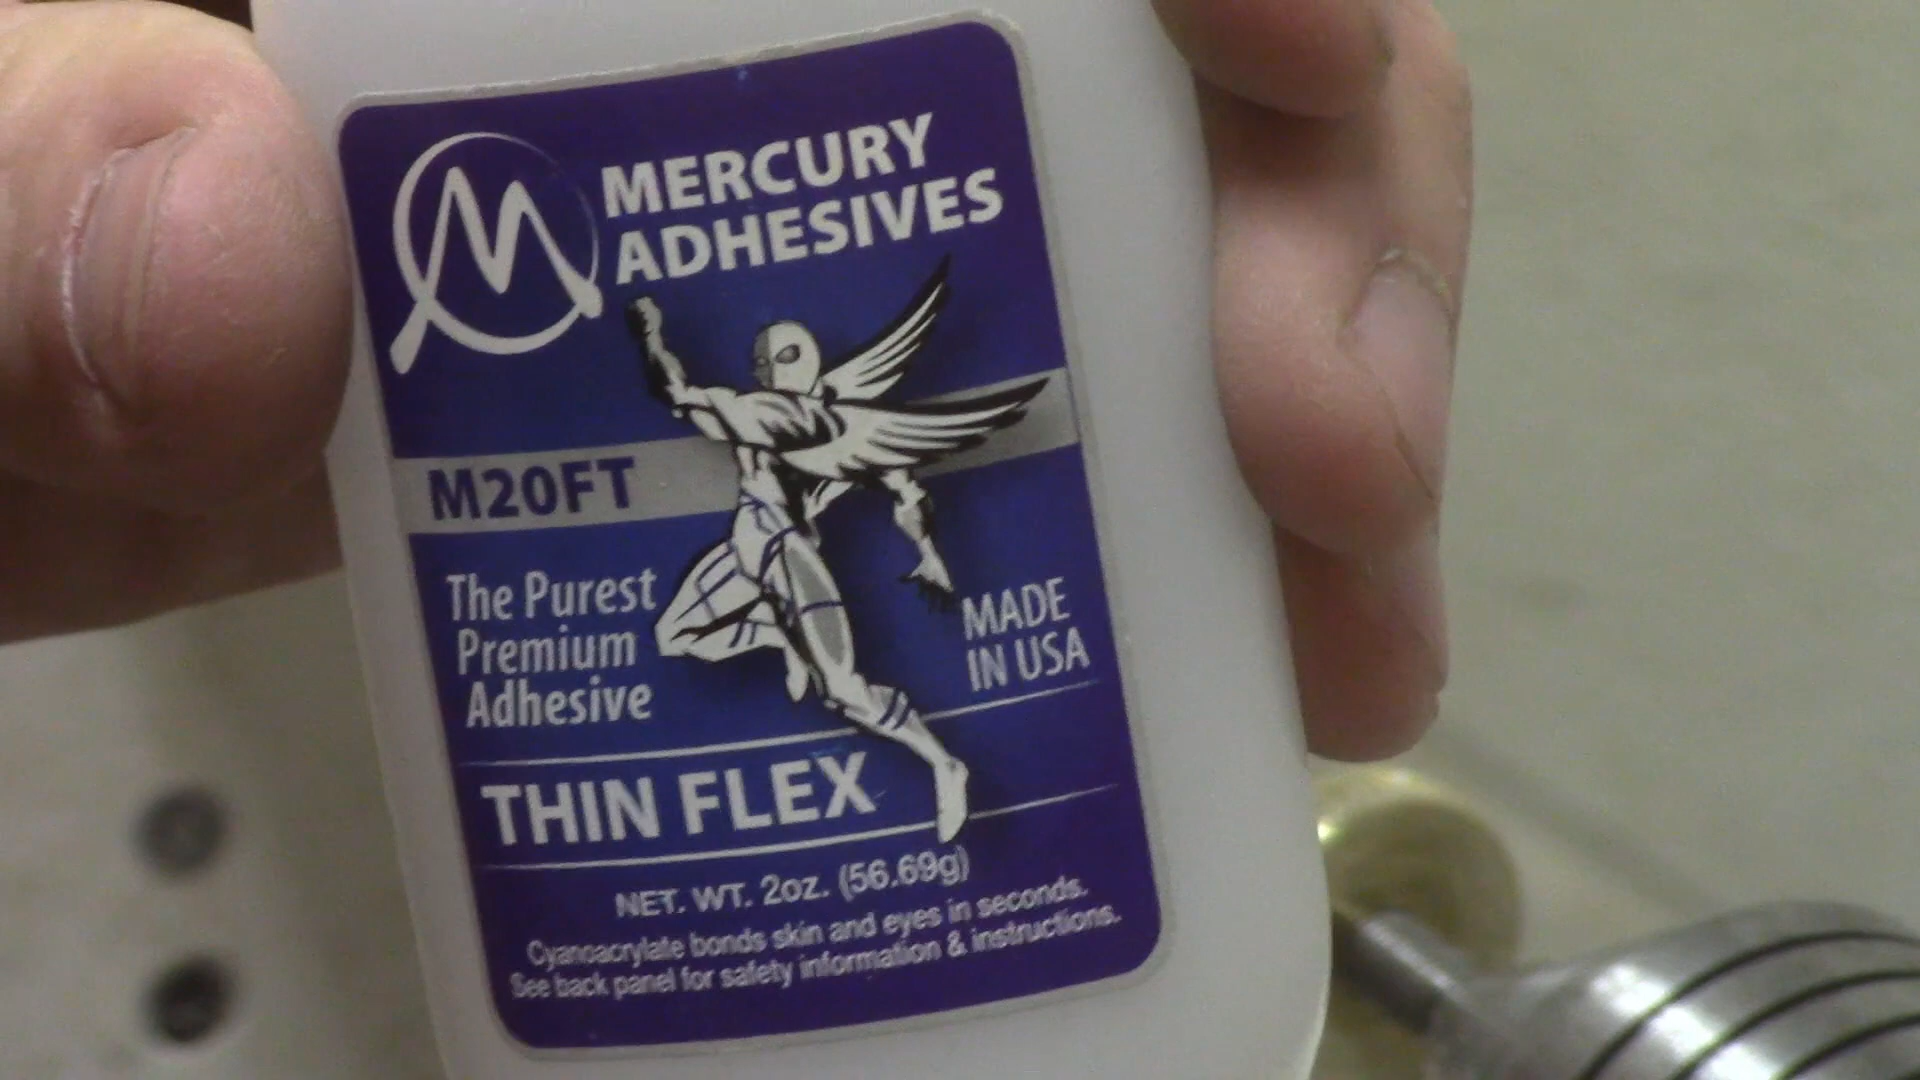 M
MERCURY
ADHESIVES
M20FT
The Purest
Premium
Adhesive
MADE
IN USA
THIN FLEX
NET. WT. 2oz. (56.69g)
Cyanoacrylate bonds skin and eyes in seconds.
See back panel for safety information & instructions.